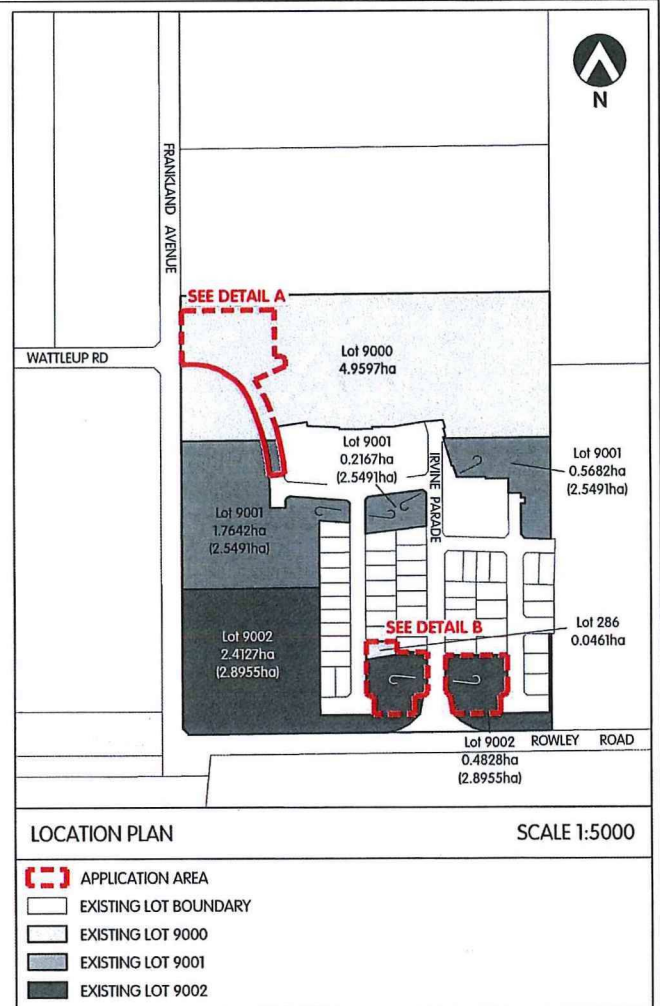 N
FRANKLAND AVENUE
SEE DETAIL A
WATTLEUP RD
Lot 9000
4.9597ha
Lot 9001
0.2167ha
(2.5491ha)
IRVINE PARADE
Lot 9001
0.5682ha
(2.5491ha)
Lot 9001
1.7642ha
(2.5491ha)
SEE DETAIL B
Lot 286
0.0461ha
Lot 9002
2.4127ha
(2.8955ha)
Lot 9002
0.4828ha
(2.8955ha)
ROWLEY ROAD
LOCATION PLAN
SCALE 1:5000
APPLICATION AREA
EXISTING LOT BOUNDARY
EXISTING LOT 9000
EXISTING LOT 9001
EXISTING LOT 9002